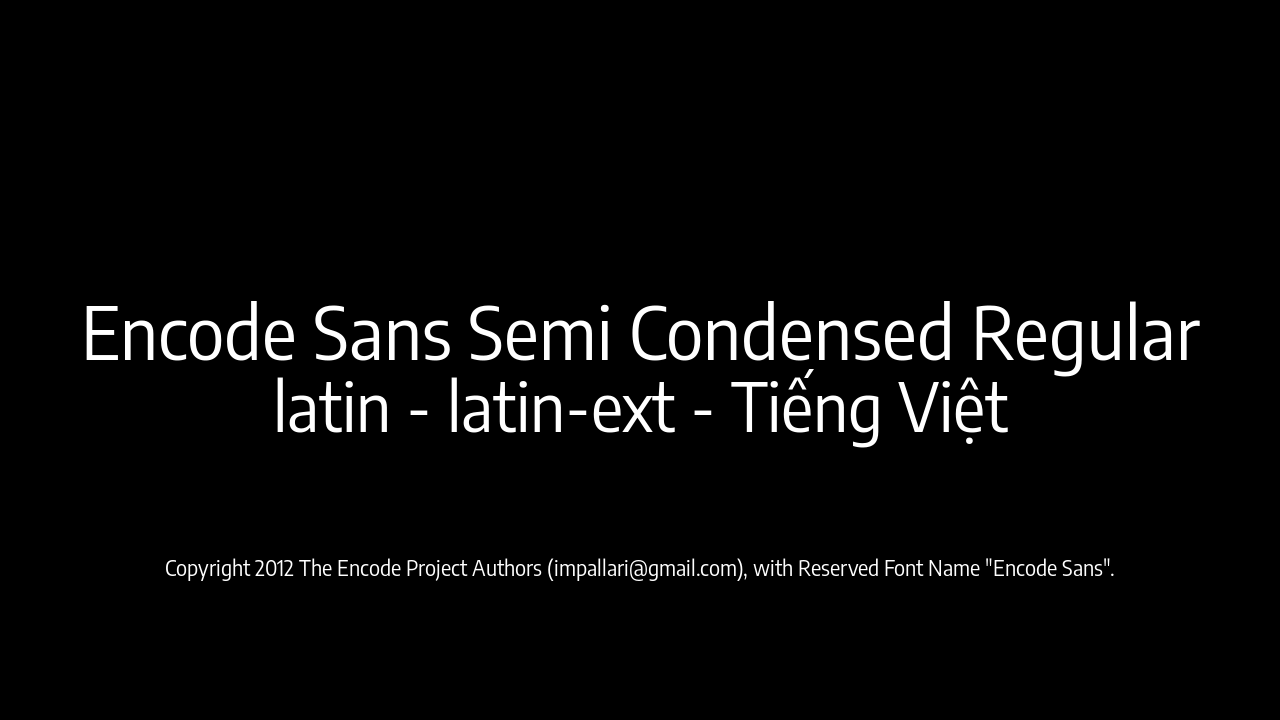 Encode Sans Semi Condensed Regular
latin - latin-ext - Tiếng Việt
Copyright 2012 The Encode Project Authors (impallari@gmail.com), with Reserved Font Name "Encode Sans".